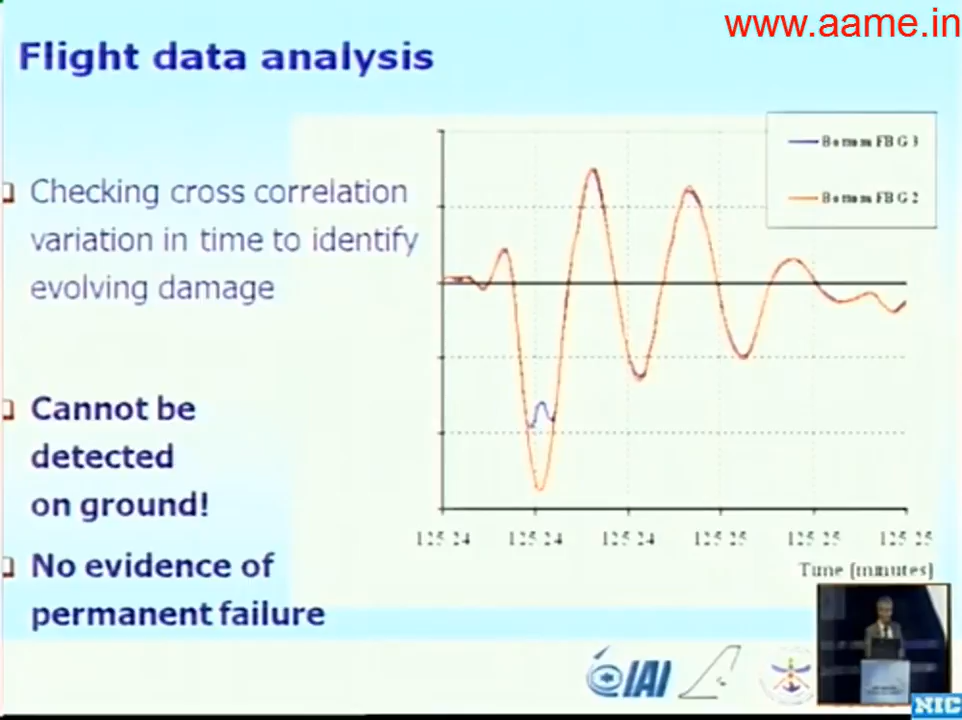 www.aame.in
Flight data analysis
Checking cross correlation
variation in time to identify
evolving damage
Cannot be
detected
on ground!
No evidence of
permanent failure
Bottom FBG 3
Bottom FBG 2
125 24 125 24 125 24 125 25 125 25 125 25
Time [minutes]
IAI
NIC